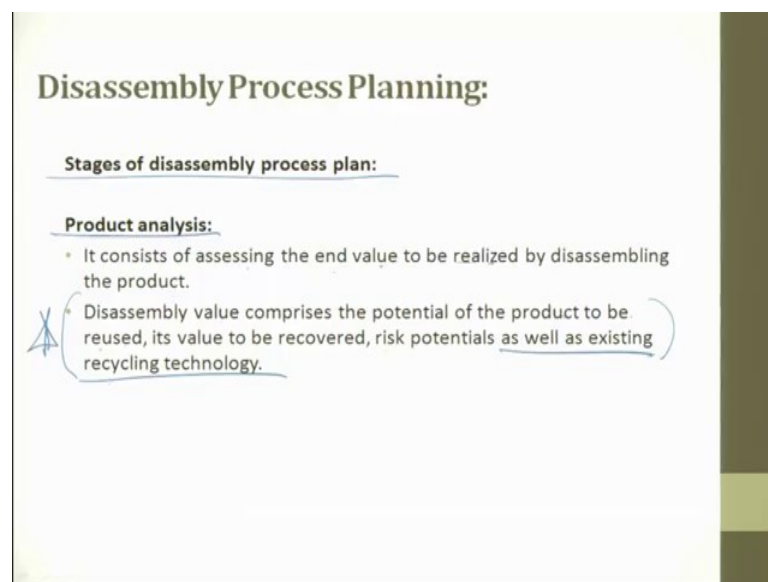 Disassembly Process Planning:
Stages of disassembly process plan:
Product analysis:
• It consists of assessing the end value to be realized by disassembling
the product.
• Disassembly value comprises the potential of the product to be
reused, its value to be recovered, risk potentials as well as existing
recycling technology.